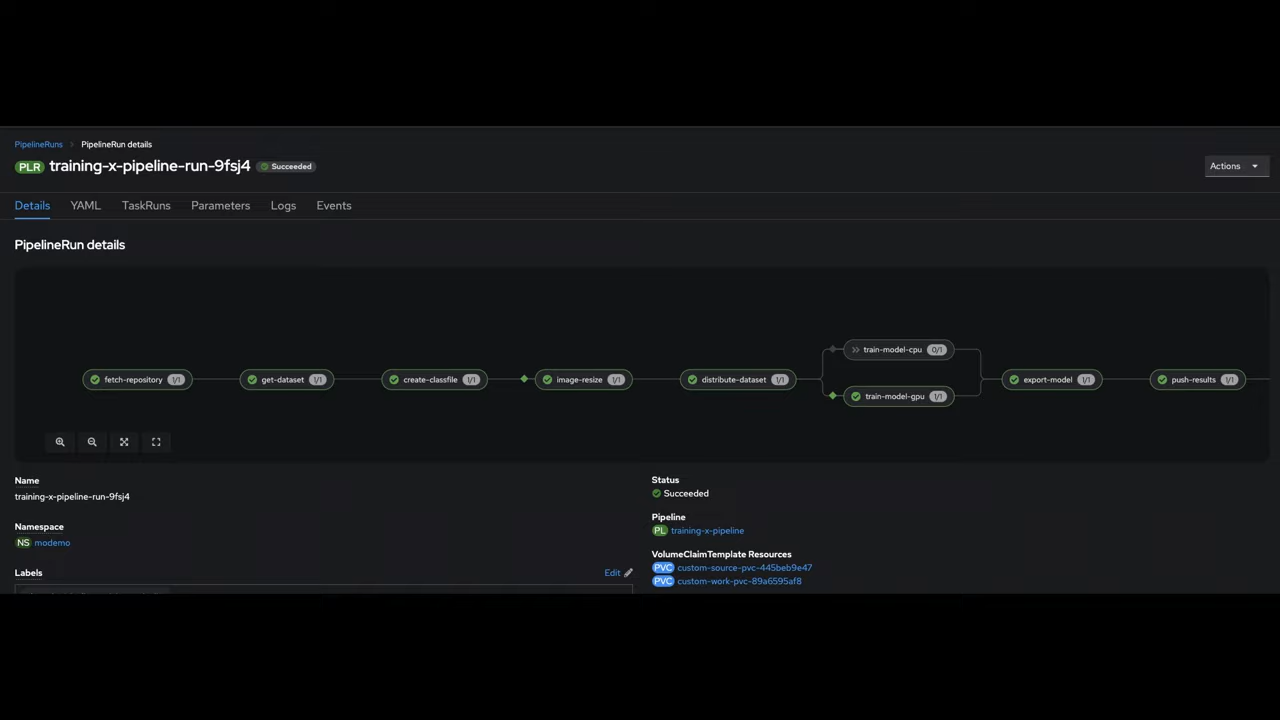 PipelineRuns > PipelineRun details
PLR training-x-pipeline-run-9fsj4 Succeeded
Actions
Details YAML TaskRuns Parameters Logs Events
PipelineRun details
train-model-cpu 0/1
fetch-repository 1/1 get-dataset 1/1 create-classfile 1/1 image-resize 1/1 distribute-dataset 1/1 export-model 1/1 push-results 1/1
train-model-gpu 1/1
Name
training-x-pipeline-run-9fsj4
Namespace
NS modemo
Labels
Edit
Status
Succeeded
Pipeline
PL training-x-pipeline
VolumeClaimTemplate Resources
PVC custom-source-pvc-445beb9e47
PVC custom-work-pvc-89a6595af8